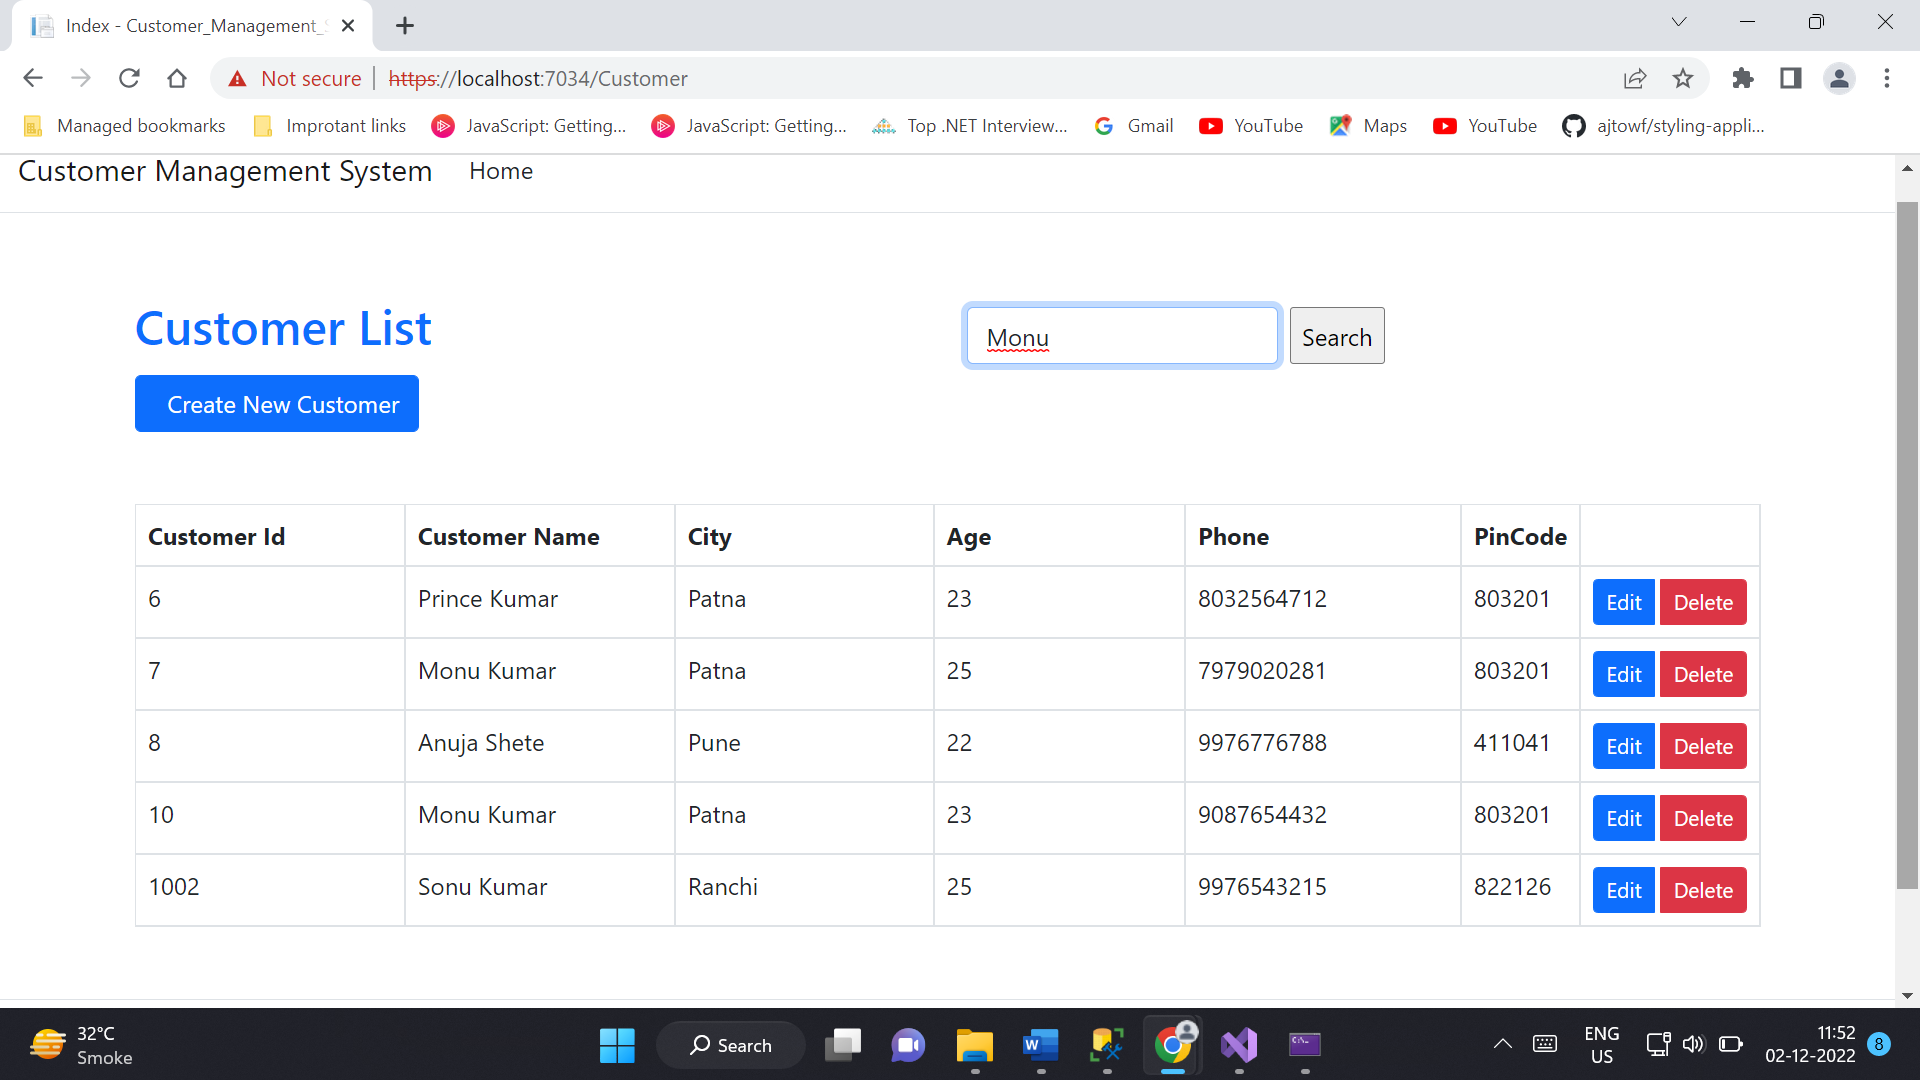 Index - Customer_Management_S
Not secure https://localhost:7034/Customer
Managed bookmarks Improtant links JavaScript: Getting... JavaScript: Getting... Top .NET Interview... Gmail YouTube Maps YouTube ajtowf/styling-appli...
Customer Management System Home
Customer List
Monu Search
Create New Customer
Customer Id Customer Name City Age Phone PinCode
6 Prince Kumar Patna 23 8032564712 803201 Edit Delete
7 Monu Kumar Patna 25 7979020281 803201 Edit Delete
8 Anuja Shete Pune 22 9976776788 411041 Edit Delete
10 Monu Kumar Patna 23 9087654432 803201 Edit Delete
1002 Sonu Kumar Ranchi 25 9976543215 822126 Edit Delete
32°C
Smoke
Search
ENG
US
11:52
02-12-2022
8